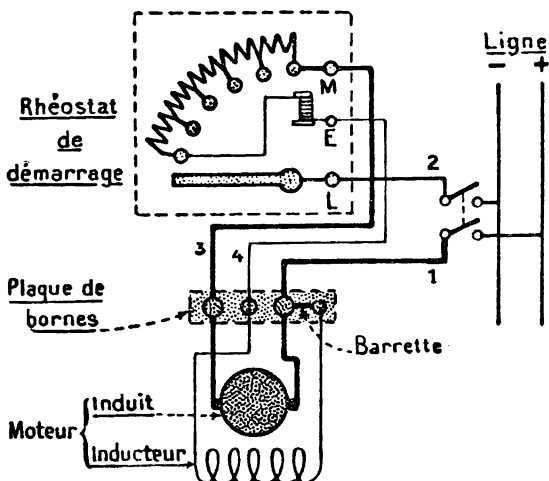 Ligne
− +
Rhéostat
de
démarrage
M
E
L
2
3
4
1
Plaque de
bornes
Barrette
Moteur
Induit
Inducteur